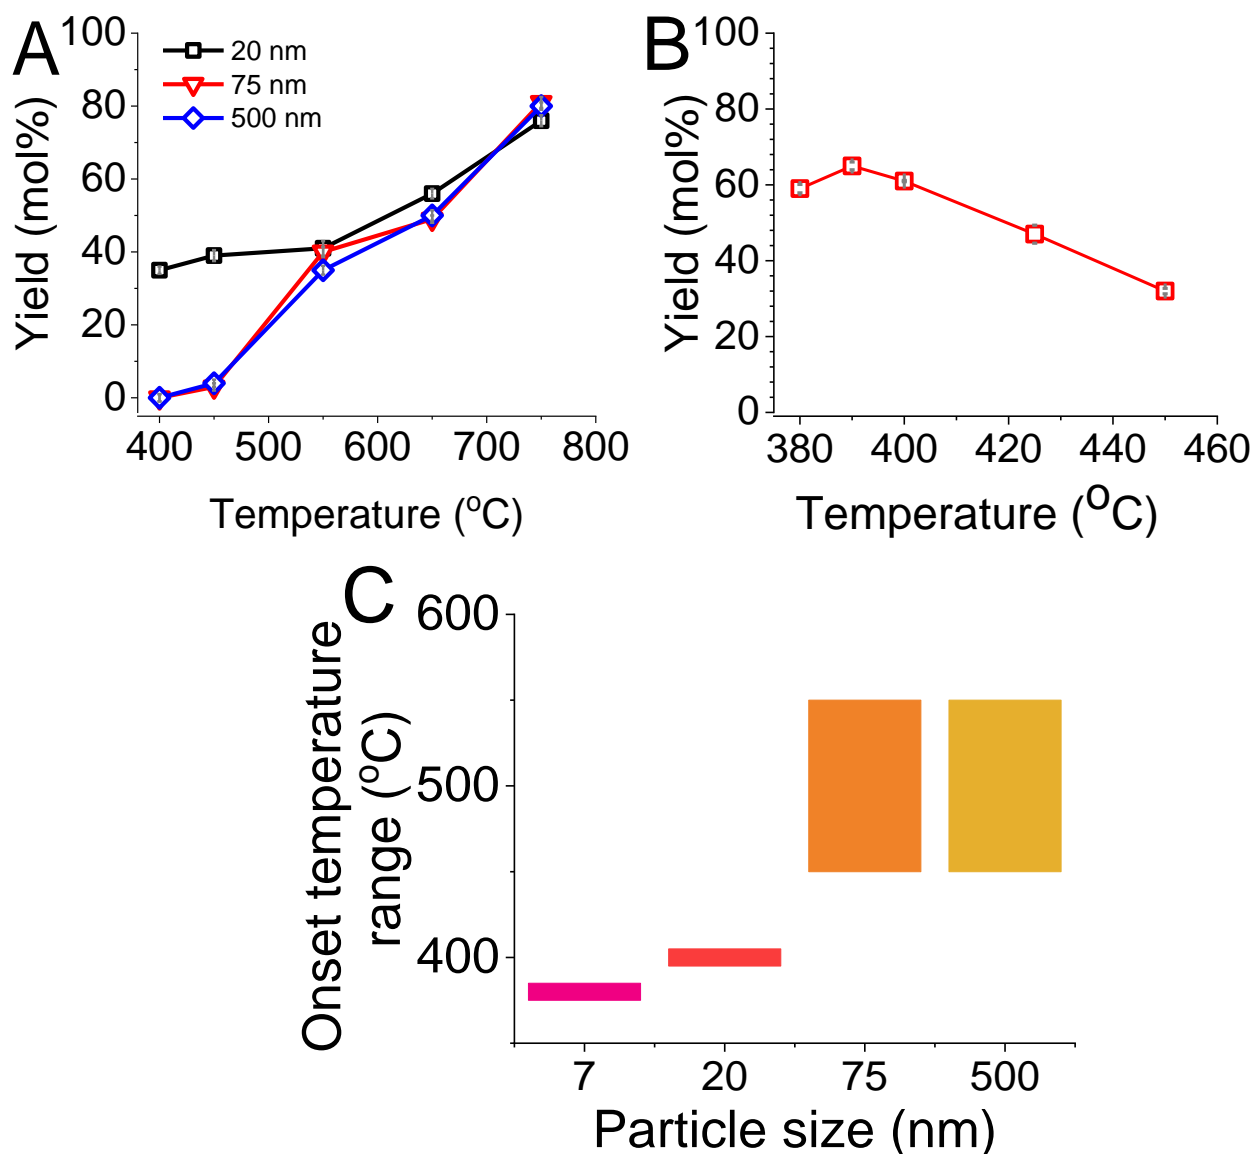 A
100
80
60
40
20
0
Yield (mol%)
20 nm
75 nm
500 nm
400 500 600 700 800
Temperature (ºC)
B
100
80
60
40
20
0
Yield (mol%)
380 400 420 440 460
Temperature (ºC)
C
600
500
400
Onset temperature
range (ºC)
7 20 75 500
Particle size (nm)